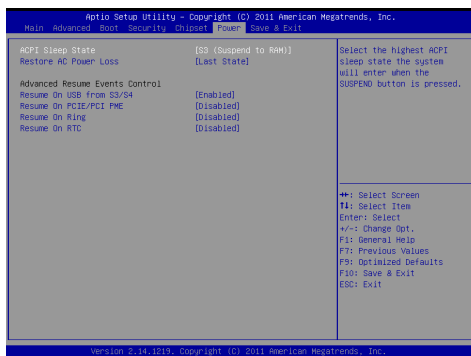 Aptio Setup Utility – Copyright (C) 2011 American Megatrends, Inc.
Main Advanced Boot Security Chipset Power Save & Exit
ACPI Sleep State [S3 (Suspend to RAM)]
Restore AC Power Loss [Last State]
Advanced Resume Events Control
Resume On USB from S3/S4 [Enabled]
Resume On PCIE/PCI PME [Disabled]
Resume On Ring [Disabled]
Resume On RTC [Disabled]
Select the highest ACPI
sleep state the system
will enter when the
SUSPEND button is pressed.
→←: Select Screen
↑↓: Select Item
Enter: Select
+/-: Change Opt.
F1: General Help
F7: Previous Values
F9: Optimized Defaults
F10: Save & Exit
ESC: Exit
Version 2.14.1219. Copyright (C) 2011 American Megatrends, Inc.